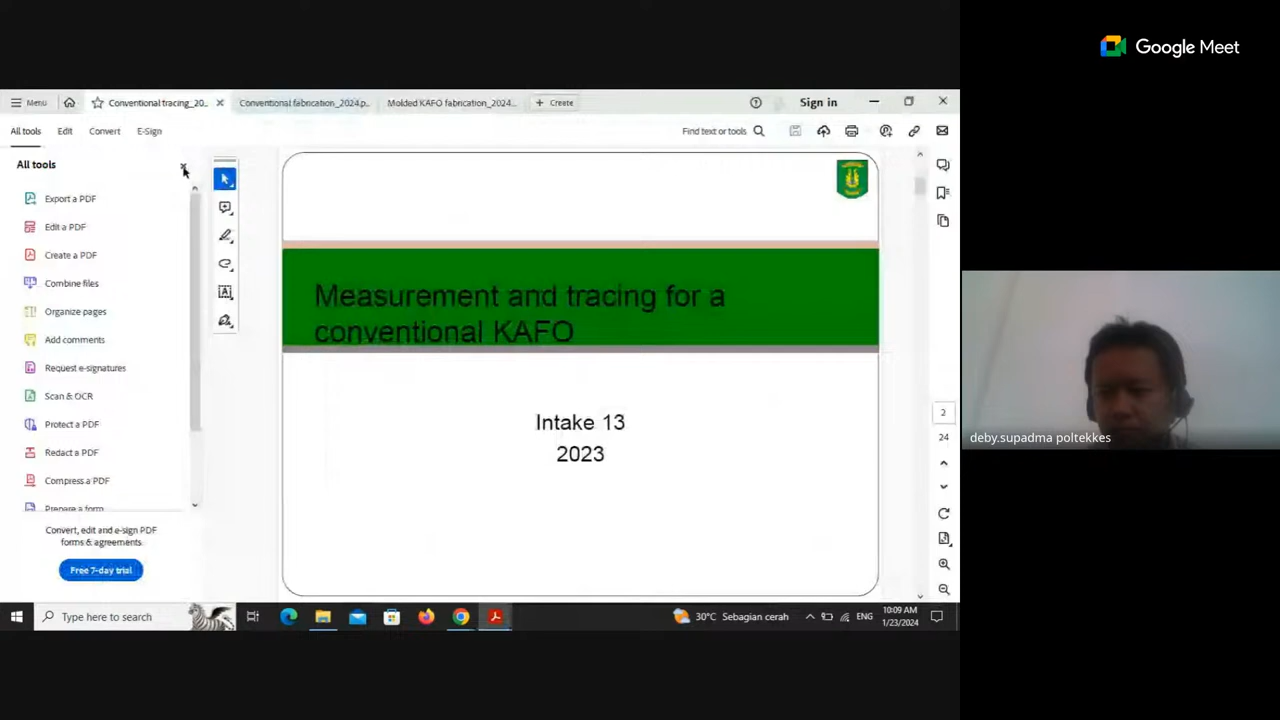 Google Meet
Menu
Conventional tracing_20...
Conventional fabrication_2024.p...
Molded KAFO fabrication_2024...
Create
Sign in
All tools
Edit
Convert
E-Sign
Find text or tools
All tools
Export a PDF
Edit a PDF
Create a PDF
Combine files
Organize pages
Add comments
Request e-signatures
Scan & OCR
Protect a PDF
Redact a PDF
Compress a PDF
Prepare a form
Convert, edit and e-sign PDF
forms & agreements
Free 7-day trial
Measurement and tracing for a
conventional KAFO
Intake 13
2023
2
24
deby.supadma poltekkes
Type here to search
30°C Sebagian cerah
ENG
10:09 AM
1/23/2024